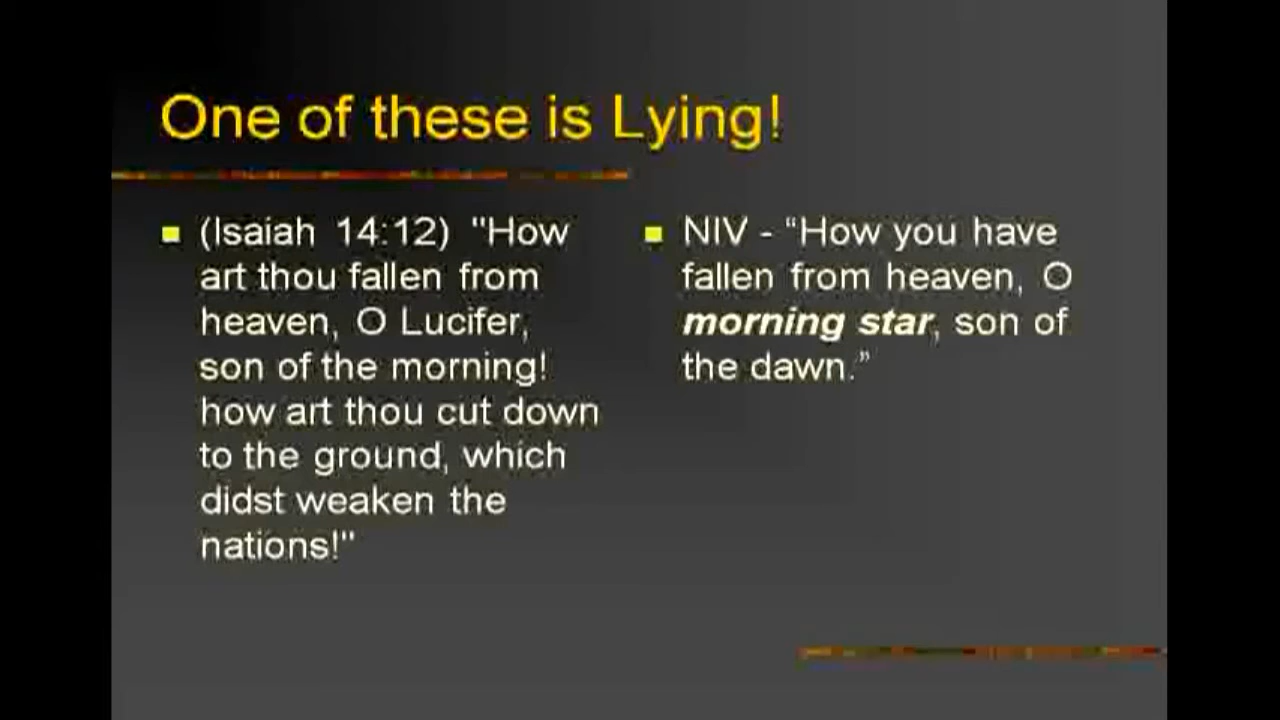 One of these is Lying!
(Isaiah 14:12) "How
art thou fallen from
heaven, O Lucifer,
son of the morning!
how art thou cut down
to the ground, which
didst weaken the
nations!"
NIV - “How you have
fallen from heaven, O
morning star, son of
the dawn.”